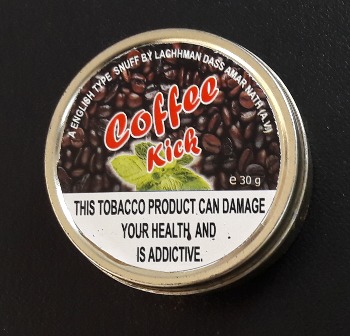 A ENGLISH TYPE SNUFF BY LACHHMAN DASS AMAR NATH (A VI)
Coffee
Kick
e 30 g
THIS TOBACCO PRODUCT CAN DAMAGE
YOUR HEALTH, AND
IS ADDICTIVE.